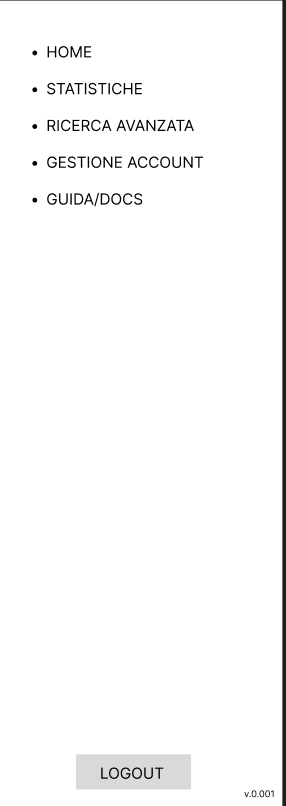 • HOME
• STATISTICHE
• RICERCA AVANZATA
• GESTIONE ACCOUNT
• GUIDA/DOCS
LOGOUT
v.0.001